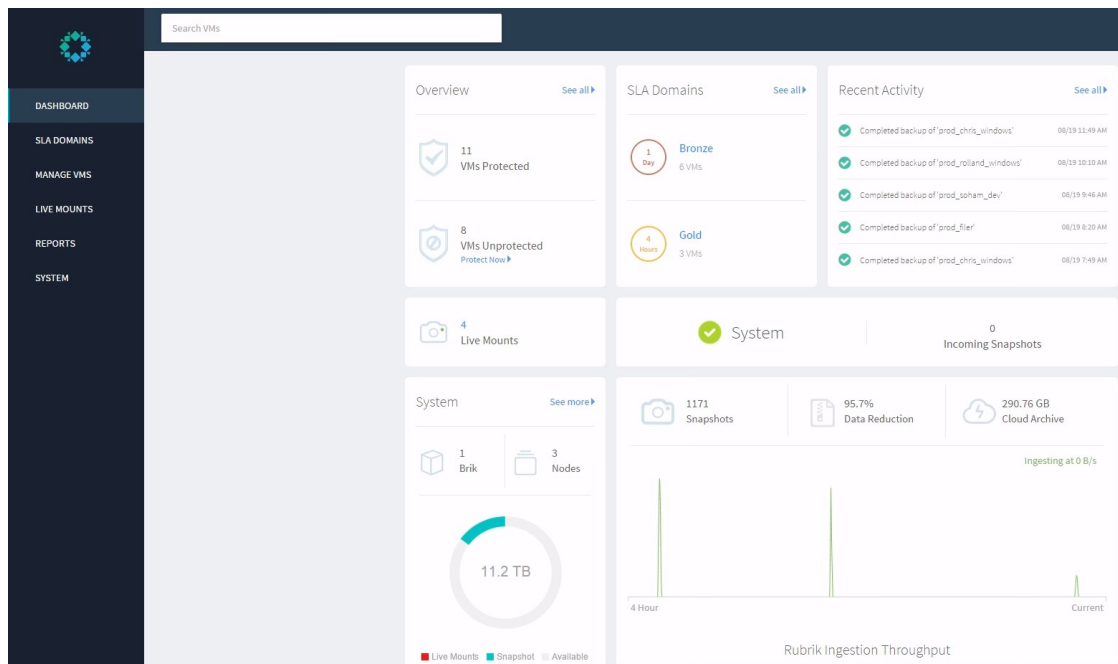 Search VMs
DASHBOARD
SLA DOMAINS
MANAGE VMS
LIVE MOUNTS
REPORTS
SYSTEM
Overview
See all
11
VMs Protected
8
VMs Unprotected
Protect Now
SLA Domains
See all
1
Day
Bronze
6 VMs
4
Hours
Gold
3 VMs
Recent Activity
See all
Completed backup of 'prod_chris_windows' 08/19 11:49 AM
Completed backup of 'prod_rolland_windows' 08/19 10:10 AM
Completed backup of 'prod_soham_dev' 08/19 9:46 AM
Completed backup of 'prod_filer' 08/19 8:20 AM
Completed backup of 'prod_chris_windows' 08/19 7:49 AM
4
Live Mounts
System
0
Incoming Snapshots
System
See more
1
Brik
3
Nodes
11.2 TB
Live Mounts Snapshot Available
1171
Snapshots
95.7%
Data Reduction
290.76 GB
Cloud Archive
Ingesting at 0 B/s
4 Hour
Current
Rubrik Ingestion Throughput